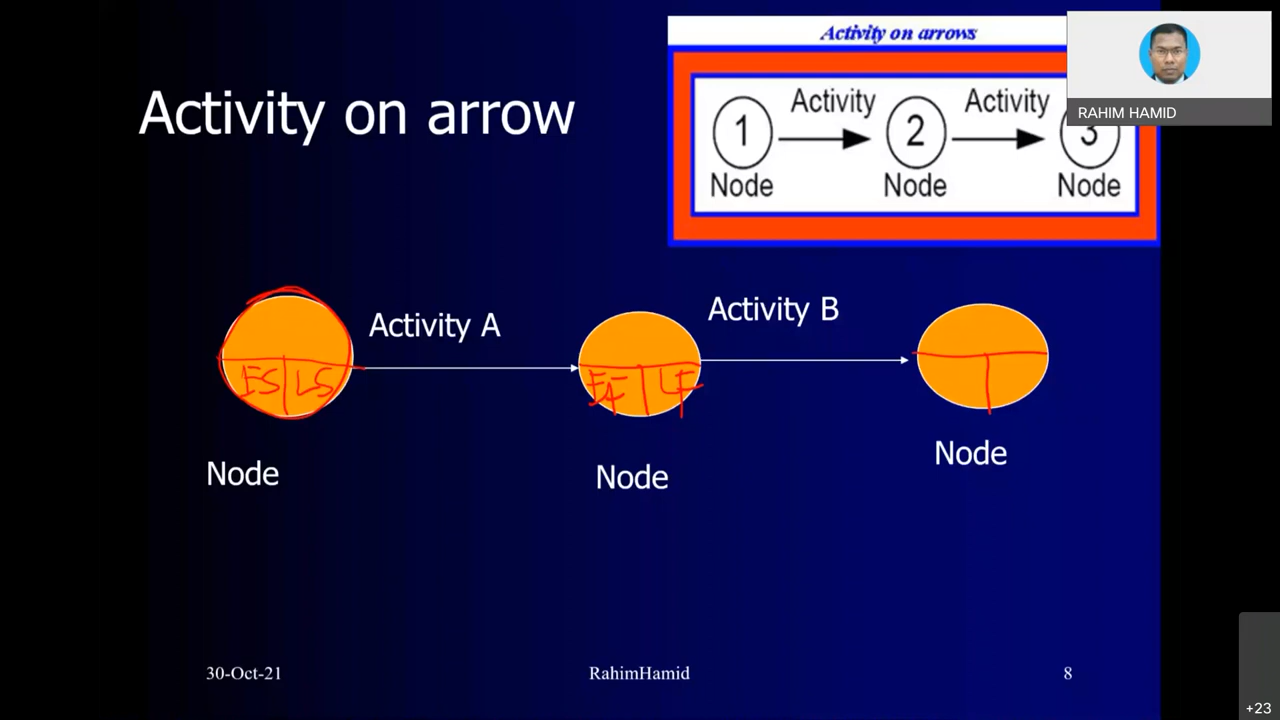 Activity on arrows
RAHIM HAMID
Activity on arrow
Activity Activity
1 2 3
Node Node Node
Activity A Activity B
ES LS EF LF
Node Node Node
30-Oct-21 RahimHamid 8
+23